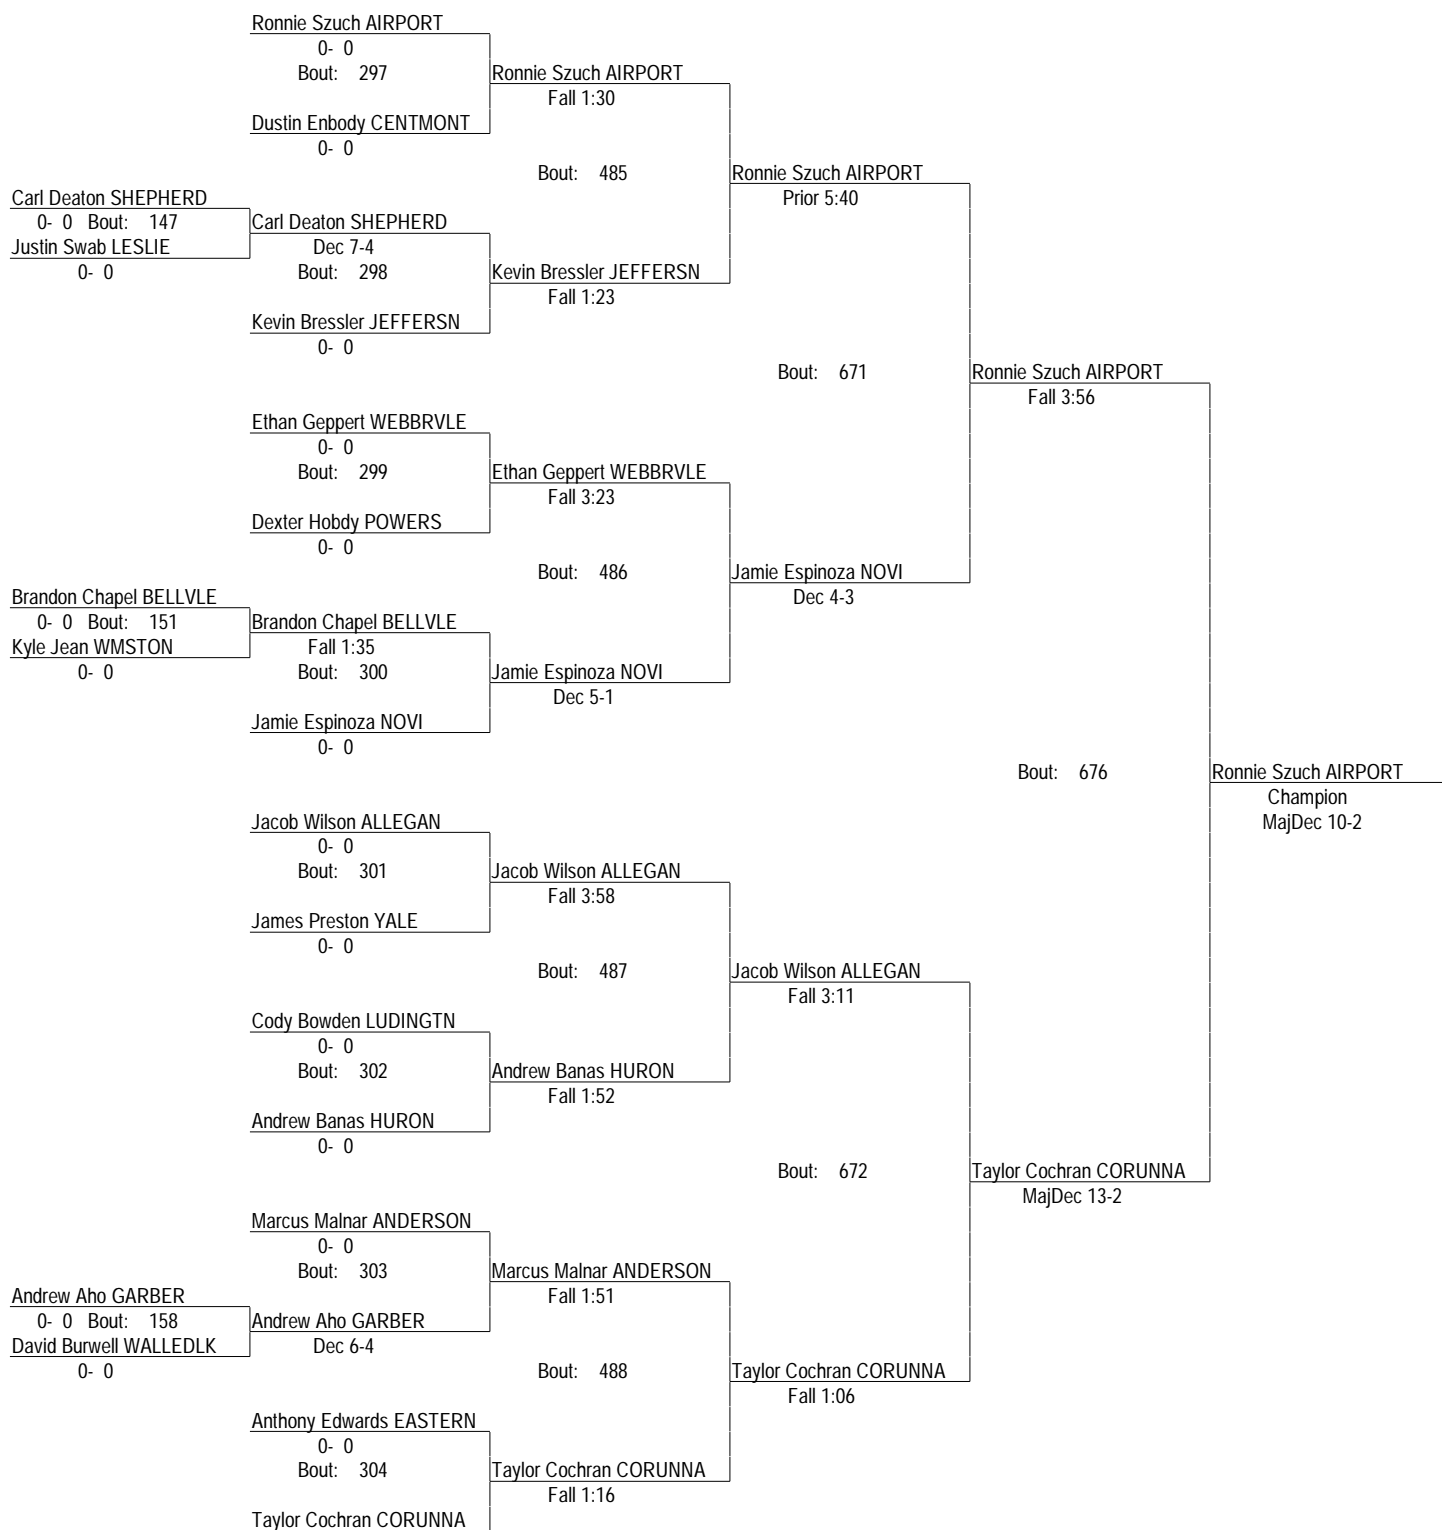 Ronnie Szuch AIRPORT
0- 0
Bout: 297
Ronnie Szuch AIRPORT
Fall 1:30
Dustin Enbody CENTMONT
0- 0
Bout: 485
Ronnie Szuch AIRPORT
Prior 5:40
Carl Deaton SHEPHERD
0- 0 Bout: 147
Carl Deaton SHEPHERD
Justin Swab LESLIE
Dec 7-4
0- 0
Bout: 298
Kevin Bressler JEFFERSN
Fall 1:23
Kevin Bressler JEFFERSN
0- 0
Bout: 671
Ronnie Szuch AIRPORT
Fall 3:56
Ethan Geppert WEBBRVLE
0- 0
Bout: 299
Ethan Geppert WEBBRVLE
Fall 3:23
Dexter Hobdy POWERS
0- 0
Bout: 486
Jamie Espinoza NOVI
Dec 4-3
Brandon Chapel BELLVLE
0- 0 Bout: 151
Brandon Chapel BELLVLE
Kyle Jean WMSTON
Fall 1:35
0- 0
Bout: 300
Jamie Espinoza NOVI
Dec 5-1
Jamie Espinoza NOVI
0- 0
Bout: 676
Ronnie Szuch AIRPORT
Champion
MajDec 10-2
Jacob Wilson ALLEGAN
0- 0
Bout: 301
Jacob Wilson ALLEGAN
Fall 3:58
James Preston YALE
0- 0
Bout: 487
Jacob Wilson ALLEGAN
Fall 3:11
Cody Bowden LUDINGTN
0- 0
Bout: 302
Andrew Banas HURON
Fall 1:52
Andrew Banas HURON
0- 0
Bout: 672
Taylor Cochran CORUNNA
MajDec 13-2
Marcus Malnar ANDERSON
0- 0
Bout: 303
Marcus Malnar ANDERSON
Fall 1:51
Andrew Aho GARBER
0- 0 Bout: 158
Andrew Aho GARBER
David Burwell WALLEDLK
Dec 6-4
0- 0
Bout: 488
Taylor Cochran CORUNNA
Fall 1:06
Anthony Edwards EASTERN
0- 0
Bout: 304
Taylor Cochran CORUNNA
Fall 1:16
Taylor Cochran CORUNNA